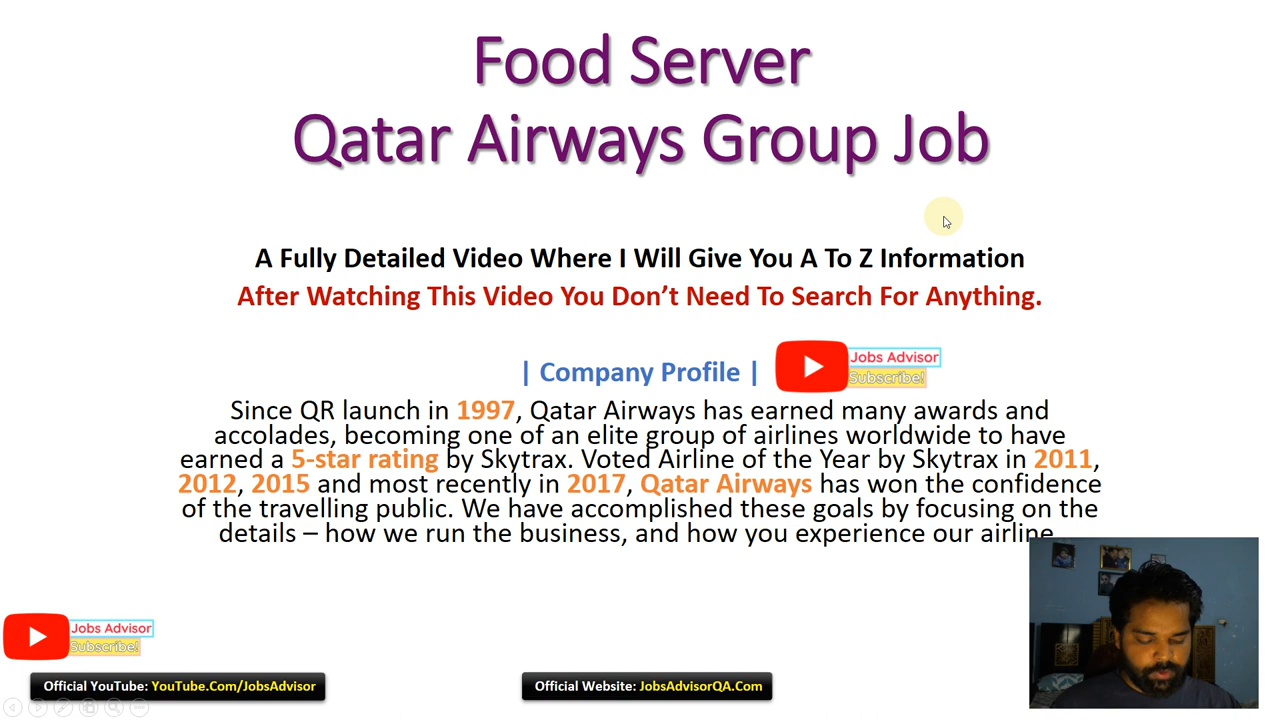 Food Server
Qatar Airways Group Job
A Fully Detailed Video Where I Will Give You A To Z Information
After Watching This Video You Don’t Need To Search For Anything.
| Company Profile |
Jobs Advisor
Subscribe!
Since QR launch in 1997, Qatar Airways has earned many awards and
accolades, becoming one of an elite group of airlines worldwide to have
earned a 5-star rating by Skytrax. Voted Airline of the Year by Skytrax in 2011,
2012, 2015 and most recently in 2017, Qatar Airways has won the confidence
of the travelling public. We have accomplished these goals by focusing on the
details – how we run the business, and how you experience our airline
Jobs Advisor
Subscribe!
Official YouTube: YouTube.Com/JobsAdvisor
Official Website: JobsAdvisorQA.Com